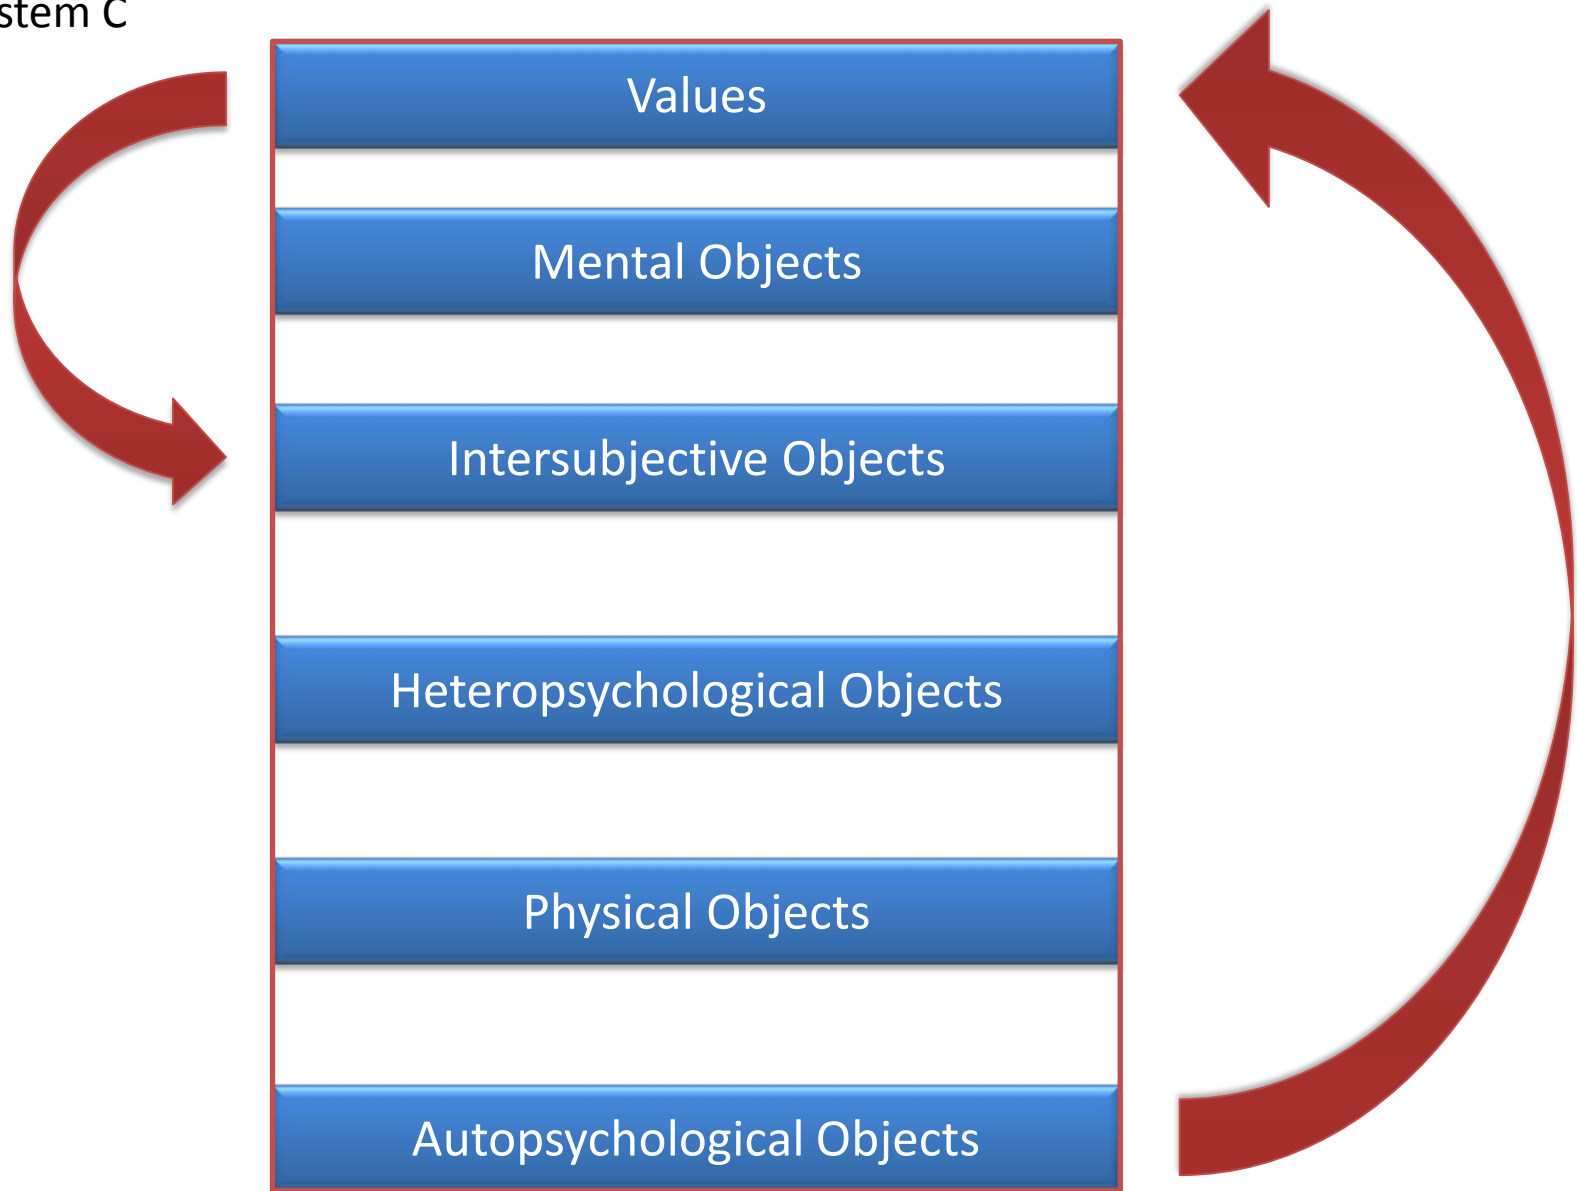 stem C
Values
Mental Objects
Intersubjective Objects
Heteropsychological Objects
Physical Objects
Autopsychological Objects